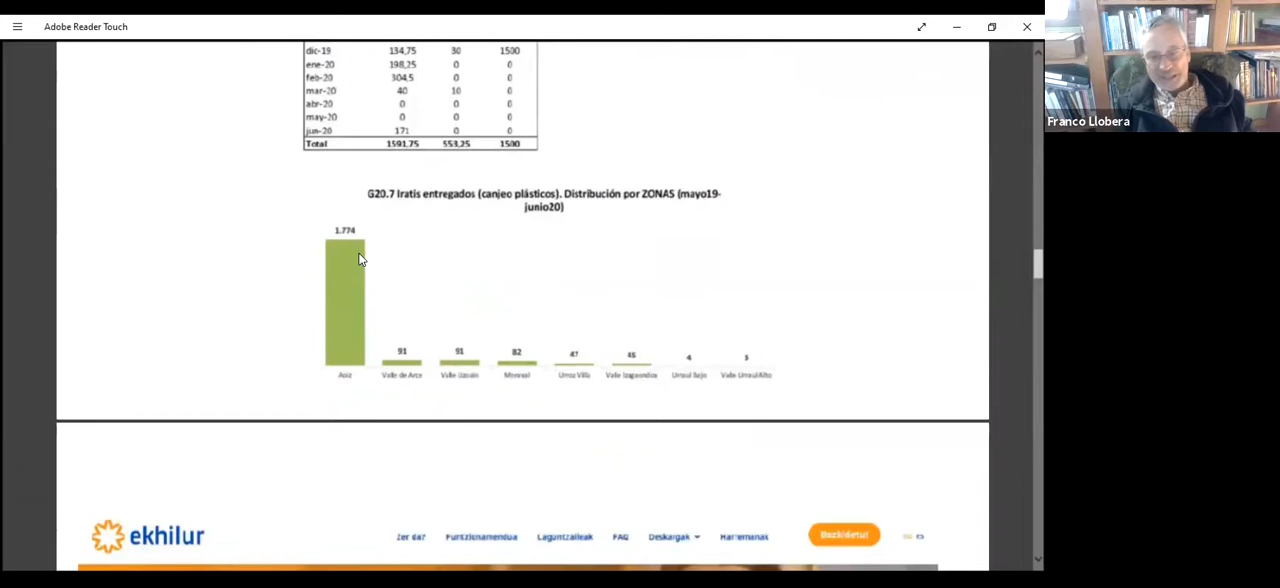 Adobe Reader Touch
Franco Llobera
dic-19 134,75 30 1500
ene-20 198,25 0 0
feb-20 304,5 0 0
mar-20 40 10 0
abr-20 0 0 0
may-20 0 0 0
jun-20 171 0 0
Total 1591,75 553,25 1500
G20.7 Iratis entregados (canjeo plásticos). Distribución por ZONAS (mayo19-
junio20)
1.774
91 91 82 47 45 4 3
Aoiz Valle de Arce Valle Lizoain Monreal Urroz Villa Valle Izagaondoa Urraul Bajo Valle Urraul Alto
ekhilur
Zer da? Funtzionamendua Laguntzaileak FAQ Deskargak Harremanak Bazkidetu!
ES